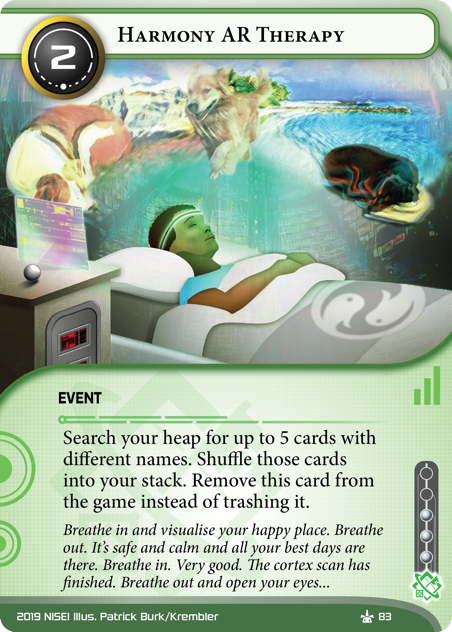 2
Harmony AR Therapy
EVENT
Search your heap for up to 5 cards with
different names. Shuffle those cards
into your stack. Remove this card from
the game instead of trashing it.
Breathe in and visualise your happy place. Breathe
out. It's safe and calm and all your best days are
there. Breathe in. Very good. The cortex scan has
finished. Breathe out and open your eyes...
2019 NISEI Illus. Patrick Burk/Krembler
83